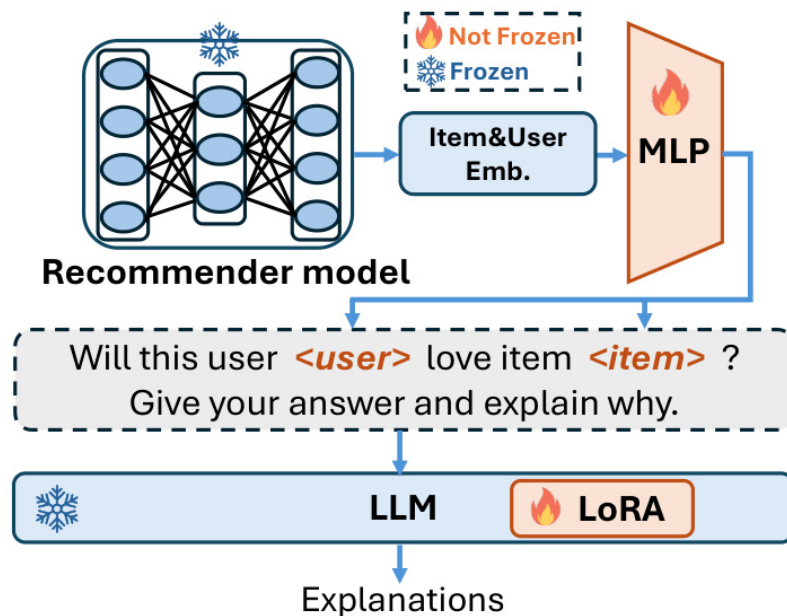 Not Frozen
Frozen
Item&User
Emb.
MLP
Recommender model
Will this user <user> love item <item> ?
Give your answer and explain why.
LLM
LoRA
Explanations